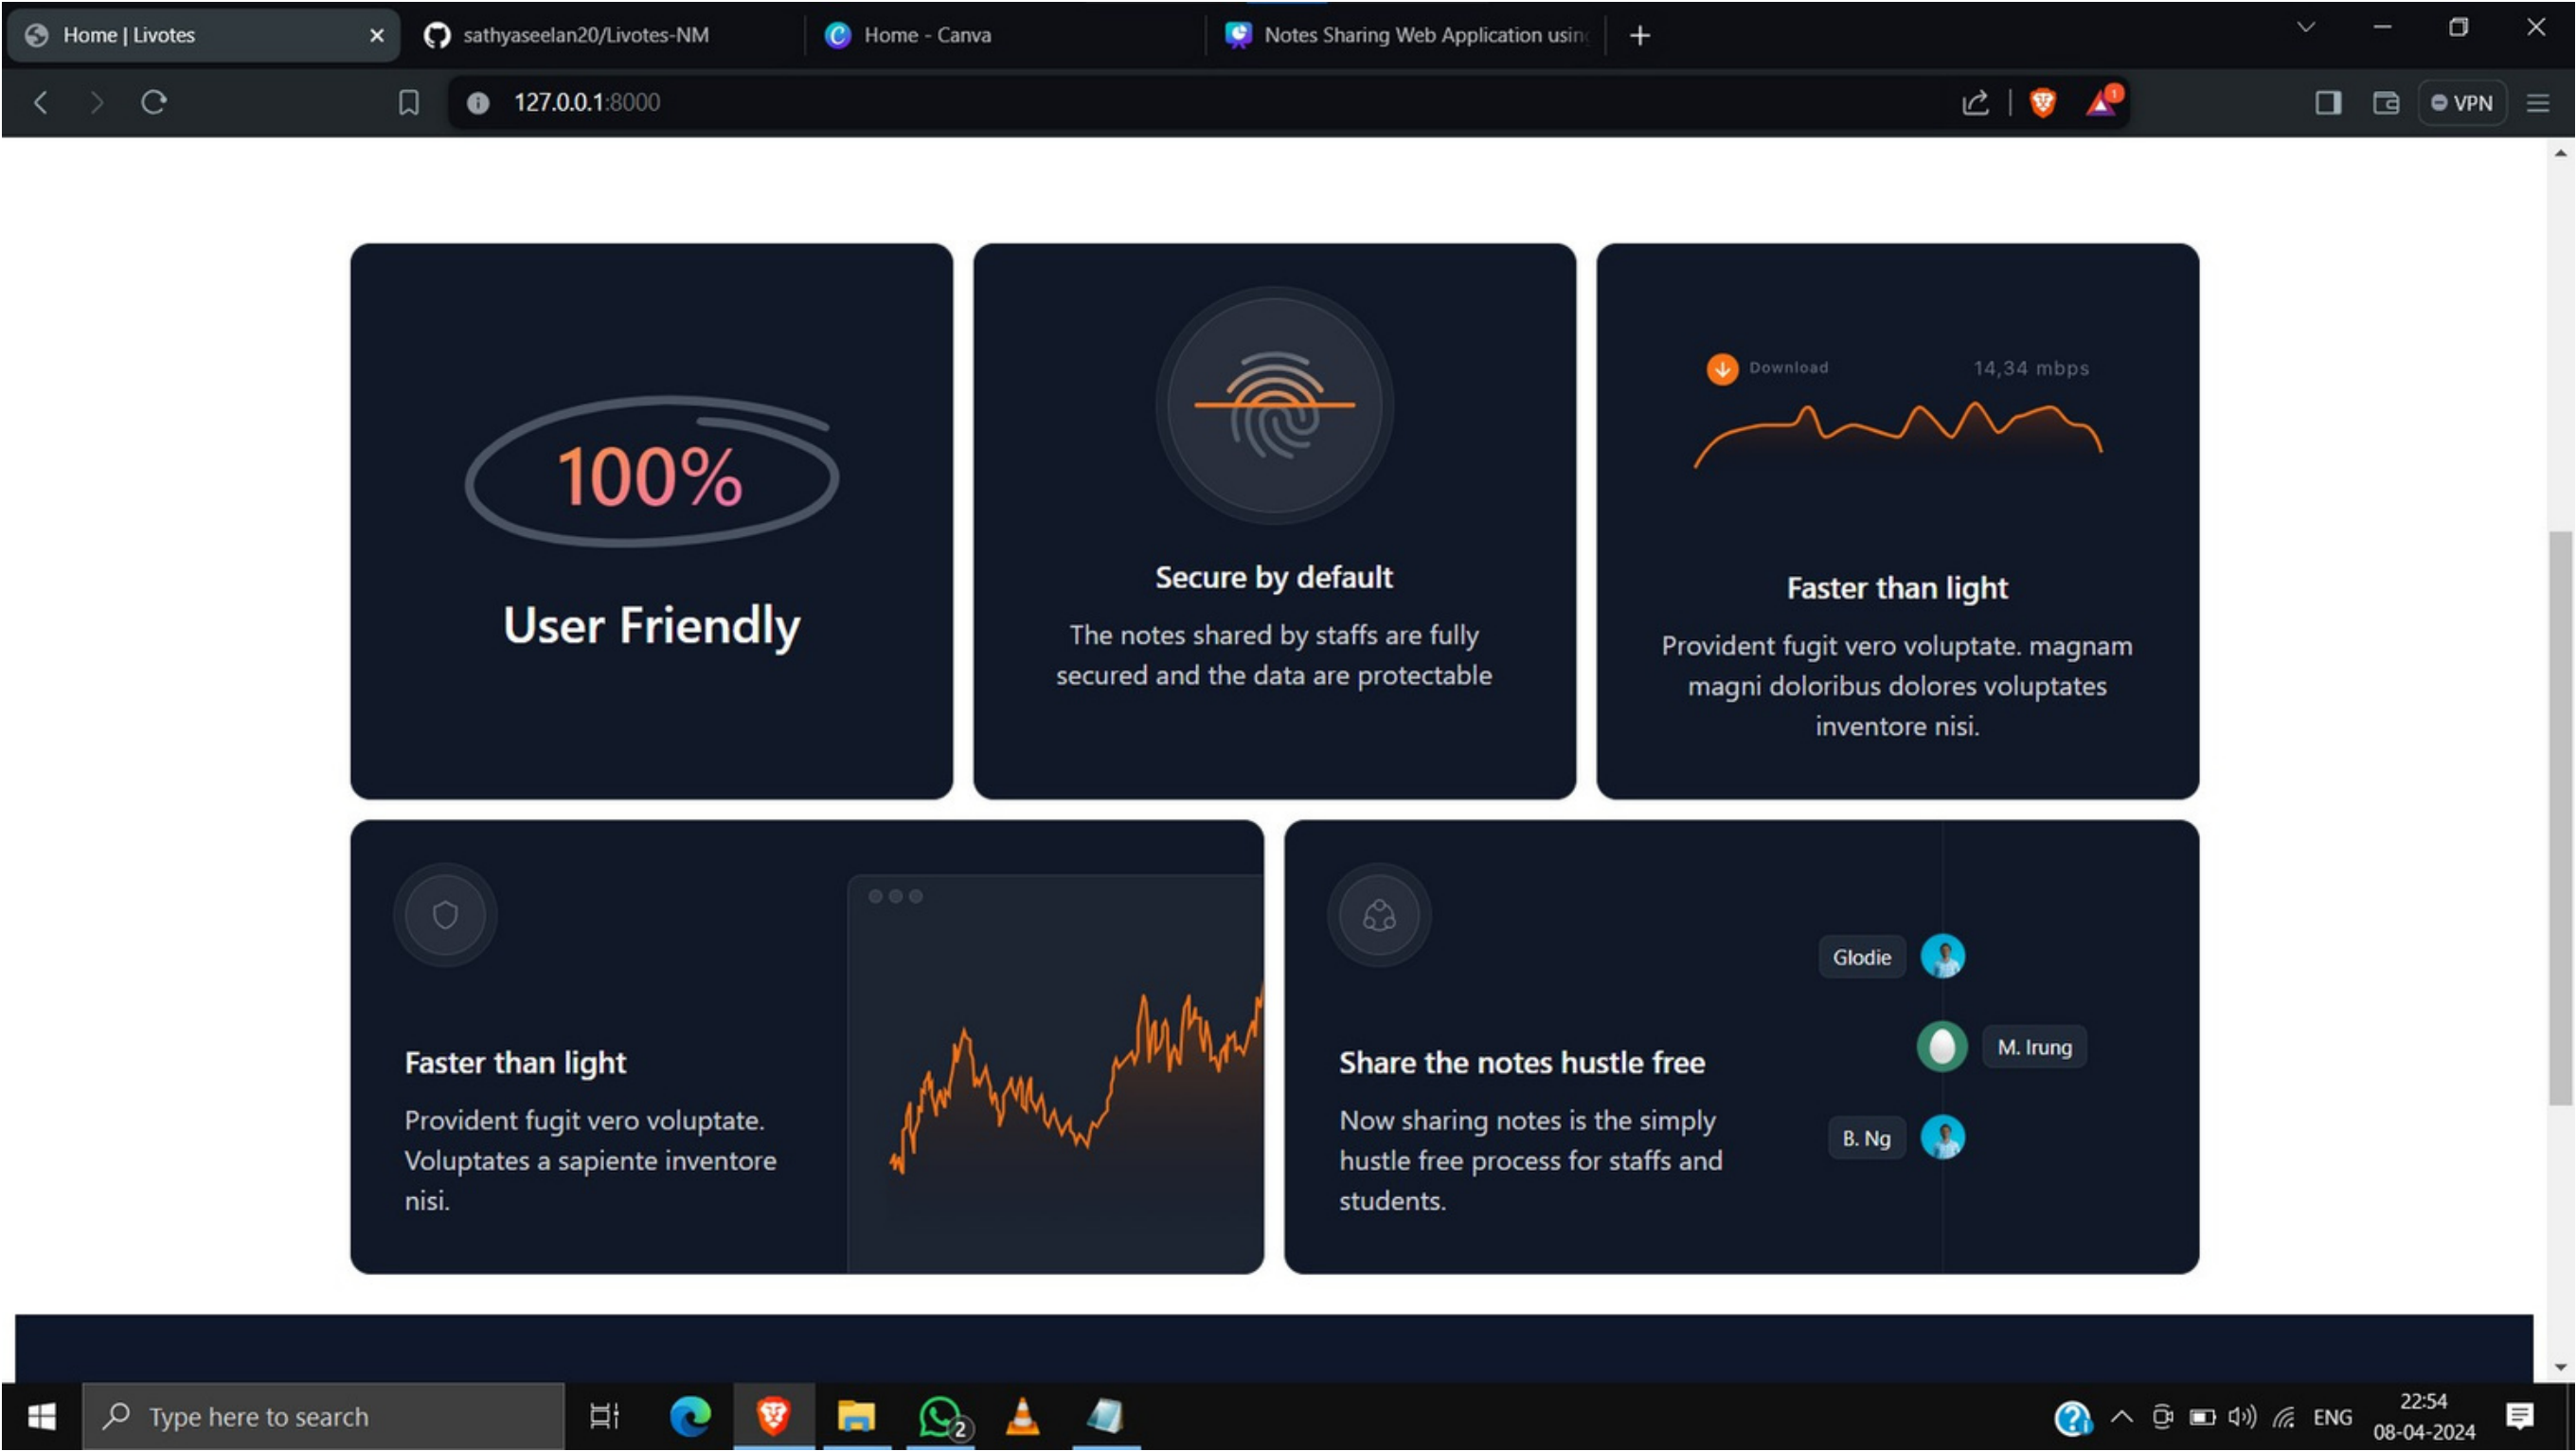 Home | Livotes
sathyaseelan20/Livotes-NM
Home - Canva
Notes Sharing Web Application using
127.0.0.1:8000
1
VPN
100%
User Friendly
Secure by default
The notes shared by staffs are fully
secured and the data are protectable
Download
14,34 mbps
Faster than light
Provident fugit vero voluptate. magnam
magni doloribus dolores voluptates
inventore nisi.
Faster than light
Provident fugit vero voluptate.
Voluptates a sapiente inventore
nisi.
Share the notes hustle free
Now sharing notes is the simply
hustle free process for staffs and
students.
Glodie
M. Irung
B. Ng
Type here to search
2
ENG
22:54
08-04-2024